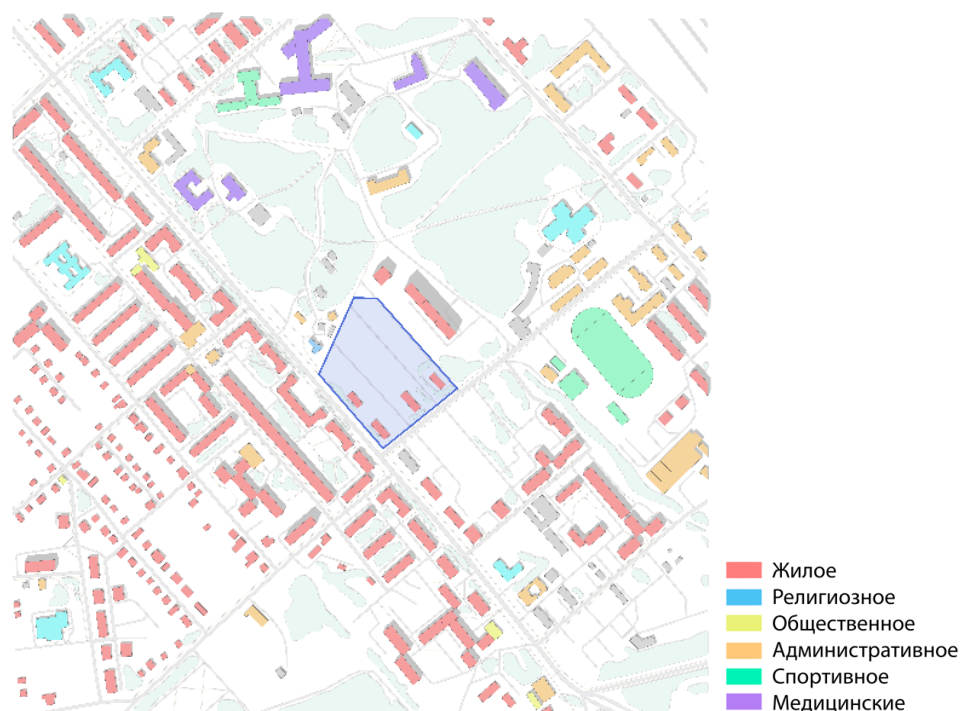 Жилое
Религиозное
Общественное
Административное
Спортивное
Медицинские